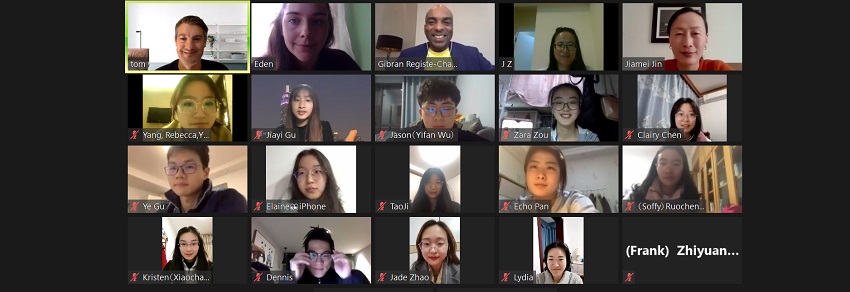 tom
Eden
Gibran Registe-Cha...
J Z
Jiamei Jin
Yang, Rebecca,Y...
Jiayi Gu
Jason(Yifan Wu)
Zara Zou
Clairy Chen
Ye Gu
Elaine iPhone
TaoJi
Echo Pan
(Soffy)Ruochen...
Kristen(Xiaocha...
Dennis
Jade Zhao
Lydia
(Frank) Zhiyuan...